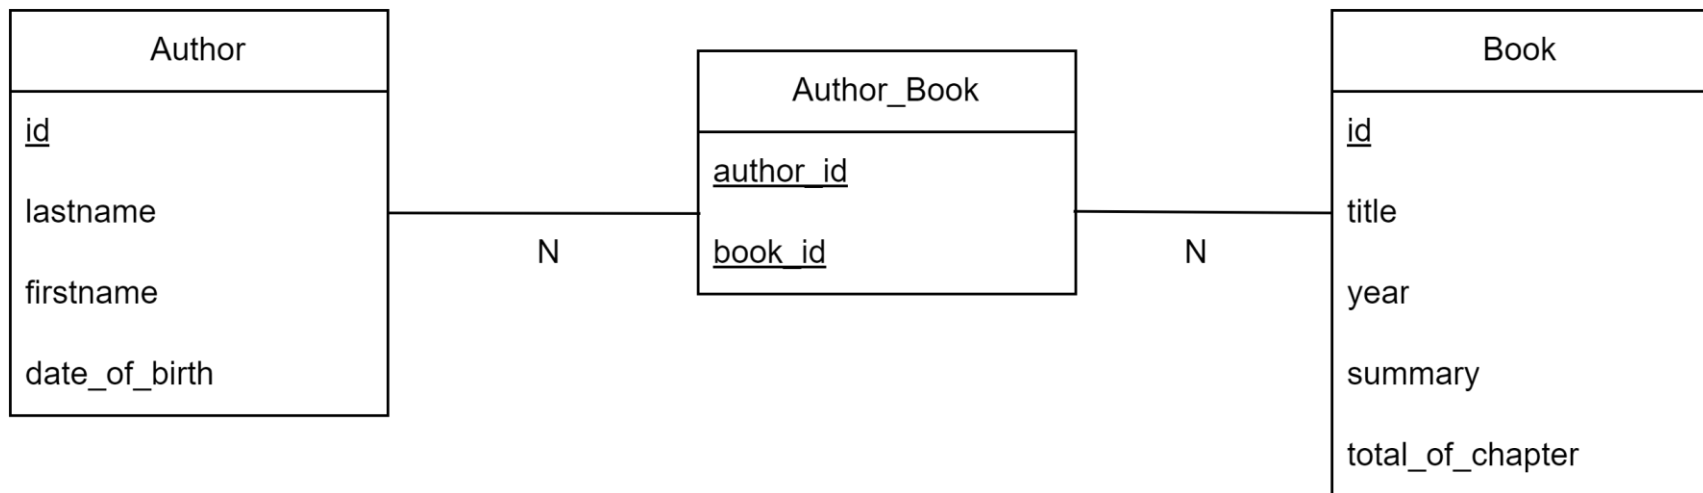 Author
id
lastname
firstname
date_of_birth
N
Author_Book
author_id
book_id
N
Book
id
title
year
summary
total_of_chapter